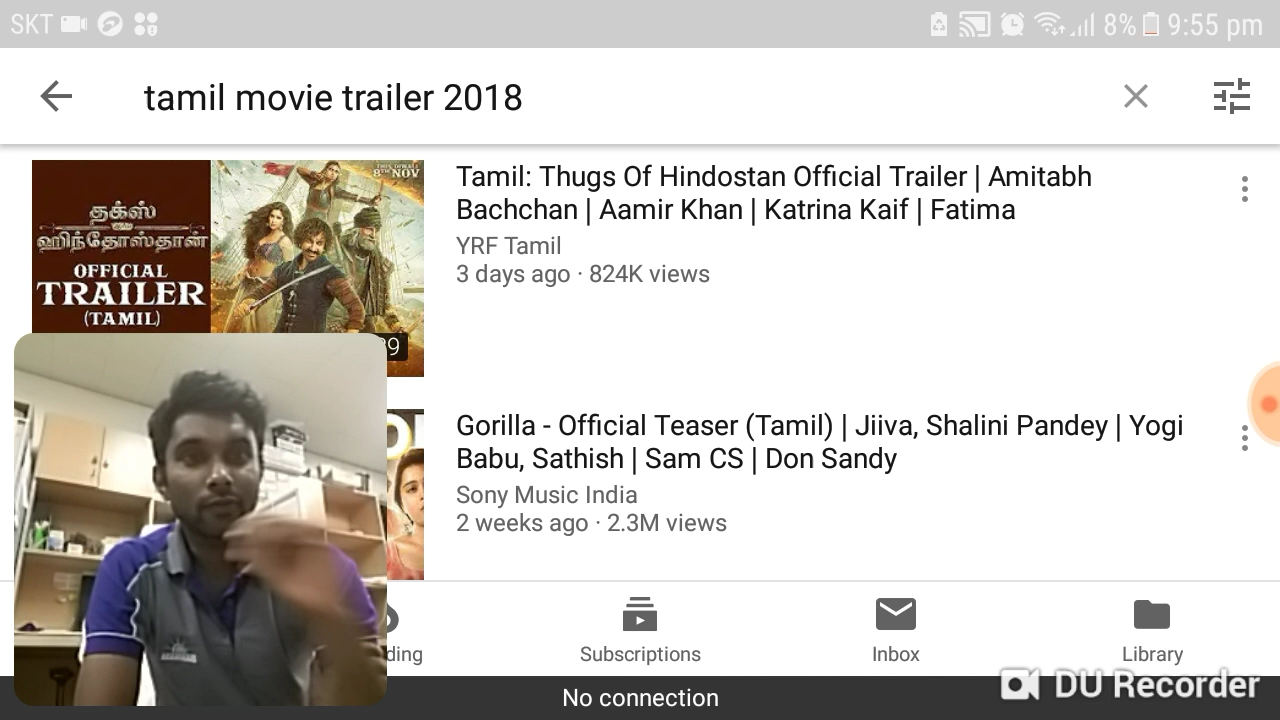 SKT
8% 9:55 pm
tamil movie trailer 2018
8TH NOV
தக்ஸ்
ஹிந்தோஸ்தான்
OFFICIAL
TRAILER
(TAMIL)
Tamil: Thugs Of Hindostan Official Trailer | Amitabh
Bachchan | Aamir Khan | Katrina Kaif | Fatima
YRF Tamil
3 days ago · 824K views
Gorilla - Official Teaser (Tamil) | Jiiva, Shalini Pandey | Yogi
Babu, Sathish | Sam CS | Don Sandy
Sony Music India
2 weeks ago · 2.3M views
ding
Subscriptions
Inbox
Library
No connection
DU Recorder